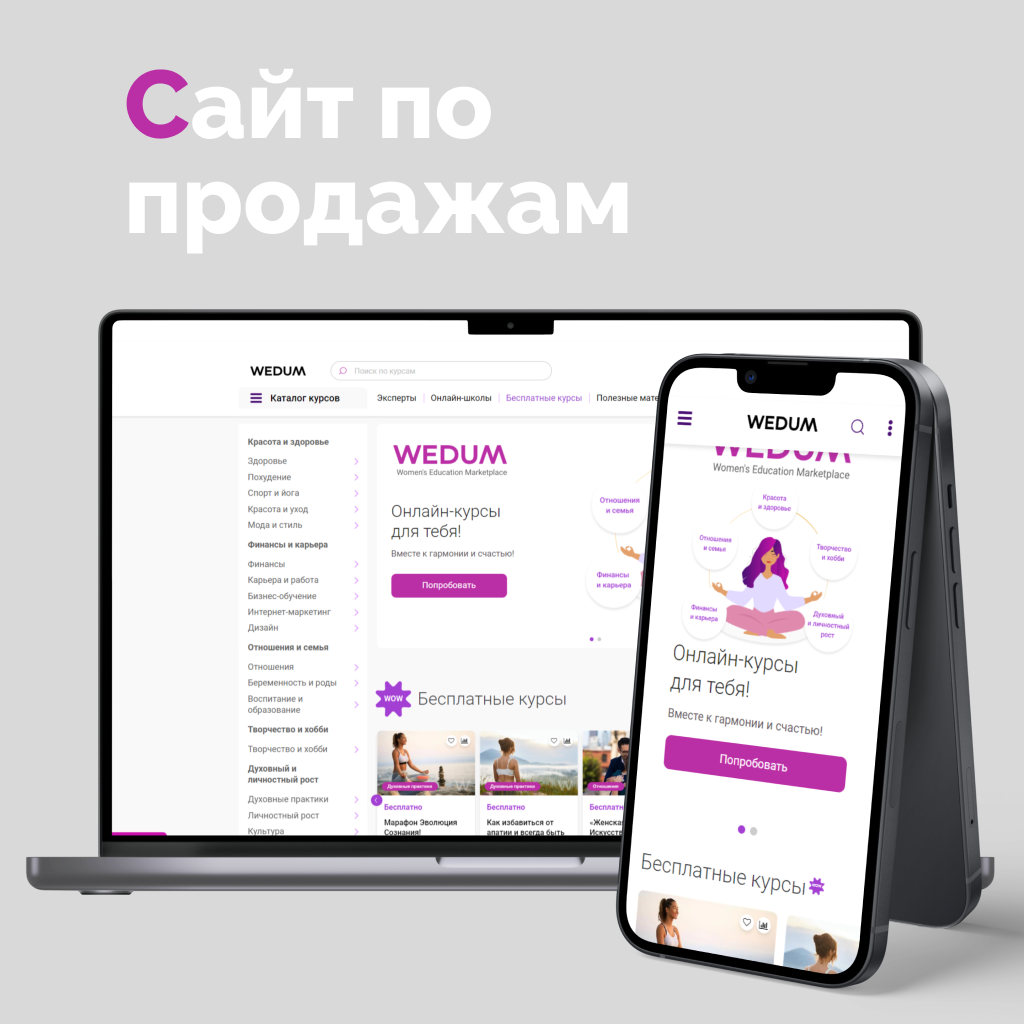 Сайт по
продажам
WEDUM
Поиск по курсам
Каталог курсов
Эксперты
Онлайн-школы
Бесплатные курсы
Полезные мате
Красота и здоровье
Здоровье
Похудение
Спорт и йога
Красота и уход
Мода и стиль
Финансы и карьера
Финансы
Карьера и работа
Бизнес-обучение
Интернет-маркетинг
Дизайн
Отношения и семья
Отношения
Беременность и роды
Воспитание и
образование
Творчество и хобби
Творчество и хобби
Духовный и
личностный рост
Духовные практики
Личностный рост
Культура
WEDUM
Women's Education Marketplace
Онлайн-курсы
для тебя!
Вместе к гармонии и счастью!
Попробовать
Отношения
и семья
Финансы
и карьера
WOW
Бесплатные курсы
Духовные практики
Бесплатно
Марафон Эволюция
Сознания!
Духовные практики
Бесплатно
Как избавиться от
апатии и всегда быть
Отношения
Бесплатн
«Женская
Искусств
WEDUM
WEDUM
Women's Education Marketplace
Красота
и здоровье
Отношения
и семья
Творчество
и хобби
Финансы
и карьера
Духовный
и личностный
рост
Онлайн-курсы
для тебя!
Вместе к гармонии и счастью!
Попробовать
Бесплатные курсы